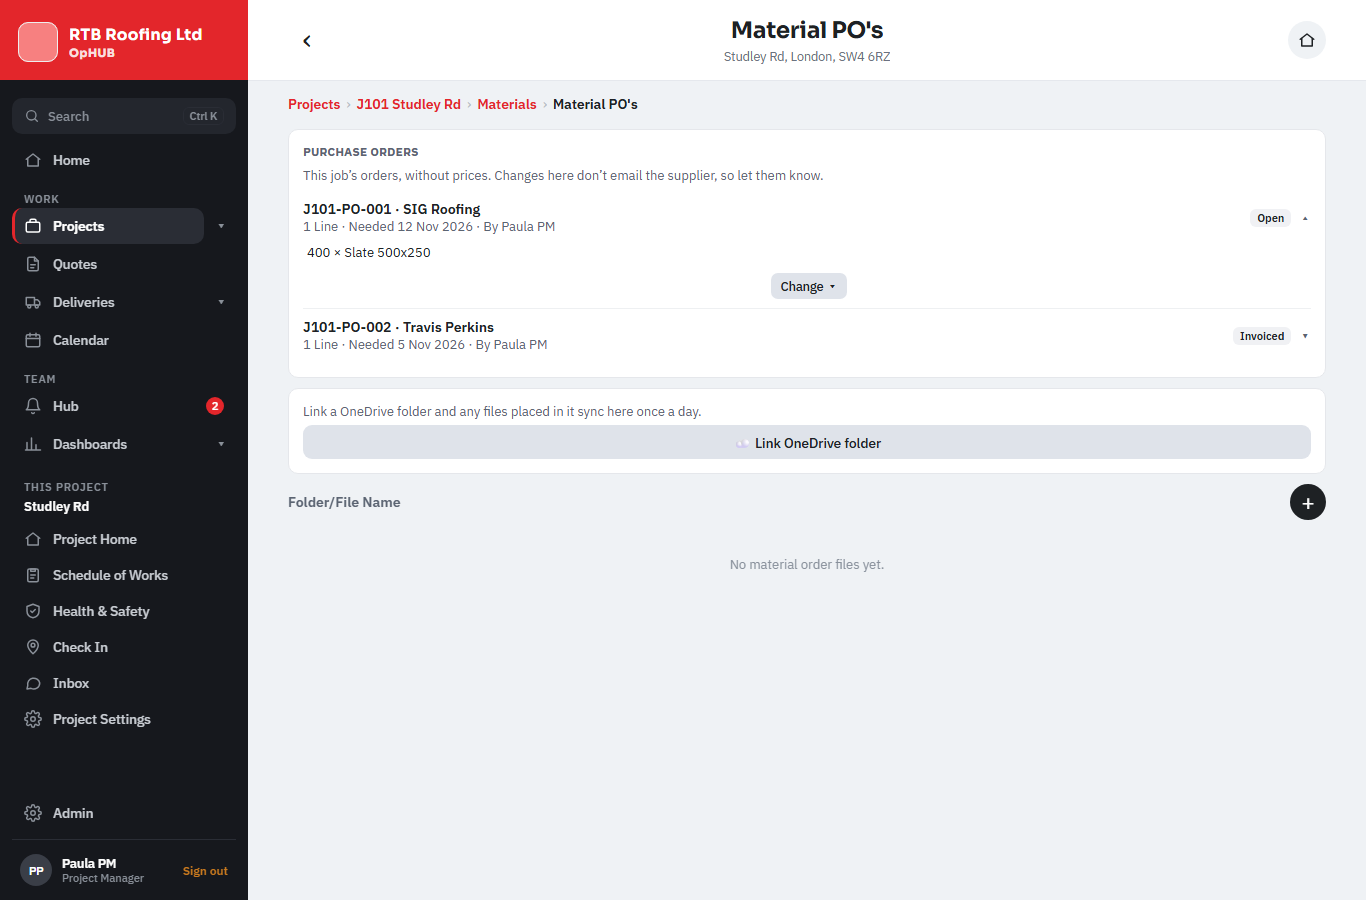 RTB Roofing Ltd
OpHUB
Search
Ctrl K
Home
WORK
Projects
Quotes
Deliveries
Calendar
TEAM
Hub
2
Dashboards
THIS PROJECT
Studley Rd
Project Home
Schedule of Works
Health & Safety
Check In
Inbox
Project Settings
Admin
PP
Paula PM
Project Manager
Sign out
Material PO's
Studley Rd, London, SW4 6RZ
Projects › J101 Studley Rd › Materials › Material PO's
PURCHASE ORDERS
This job’s orders, without prices. Changes here don’t email the supplier, so let them know.
J101-PO-001 · SIG Roofing
1 Line · Needed 12 Nov 2026 · By Paula PM
Open
400 × Slate 500x250
Change
J101-PO-002 · Travis Perkins
1 Line · Needed 5 Nov 2026 · By Paula PM
Invoiced
Link a OneDrive folder and any files placed in it sync here once a day.
Link OneDrive folder
Folder/File Name
+
No material order files yet.